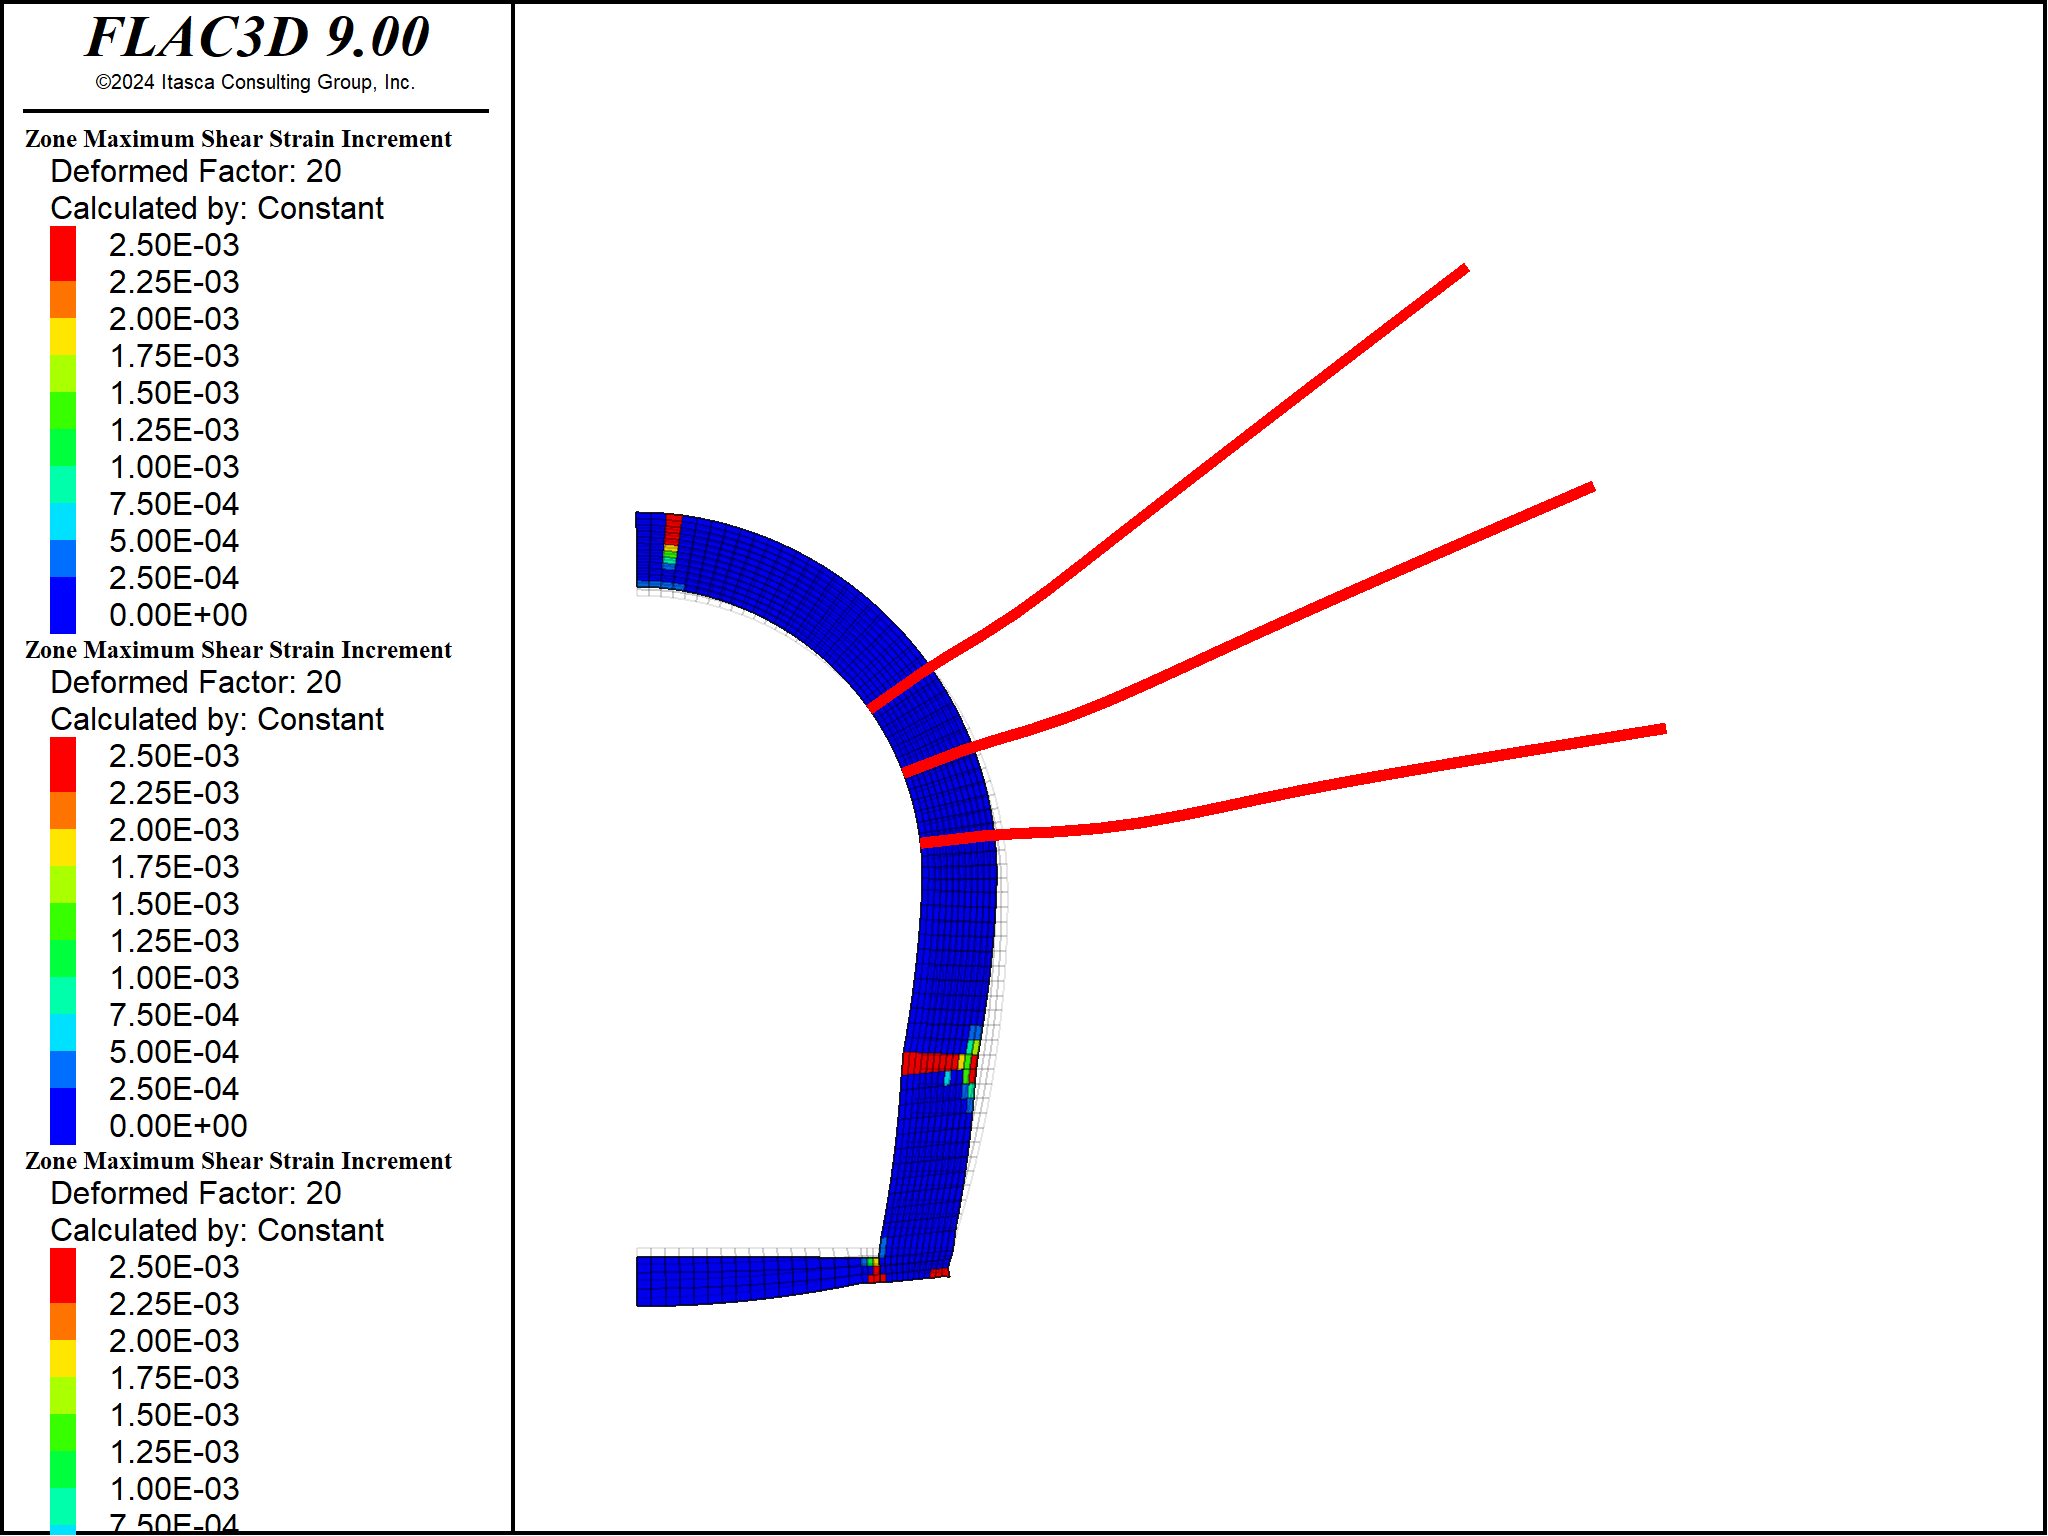 FLAC3D 9.00
©2024 Itasca Consulting Group, Inc.
Zone Maximum Shear Strain Increment
Deformed Factor: 20
Calculated by: Constant
2.50E-03
2.25E-03
2.00E-03
1.75E-03
1.50E-03
1.25E-03
1.00E-03
7.50E-04
5.00E-04
2.50E-04
0.00E+00
Zone Maximum Shear Strain Increment
Deformed Factor: 20
Calculated by: Constant
2.50E-03
2.25E-03
2.00E-03
1.75E-03
1.50E-03
1.25E-03
1.00E-03
7.50E-04
5.00E-04
2.50E-04
0.00E+00
Zone Maximum Shear Strain Increment
Deformed Factor: 20
Calculated by: Constant
2.50E-03
2.25E-03
2.00E-03
1.75E-03
1.50E-03
1.25E-03
1.00E-03
7.50E-04